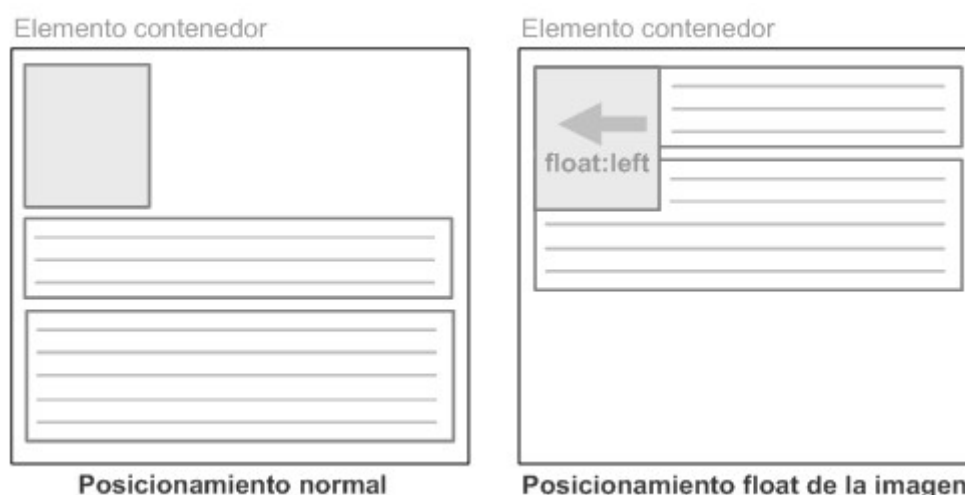 Elemento contenedor
Elemento contenedor
float:left
Posicionamiento normal
Posicionamiento float de la imagen